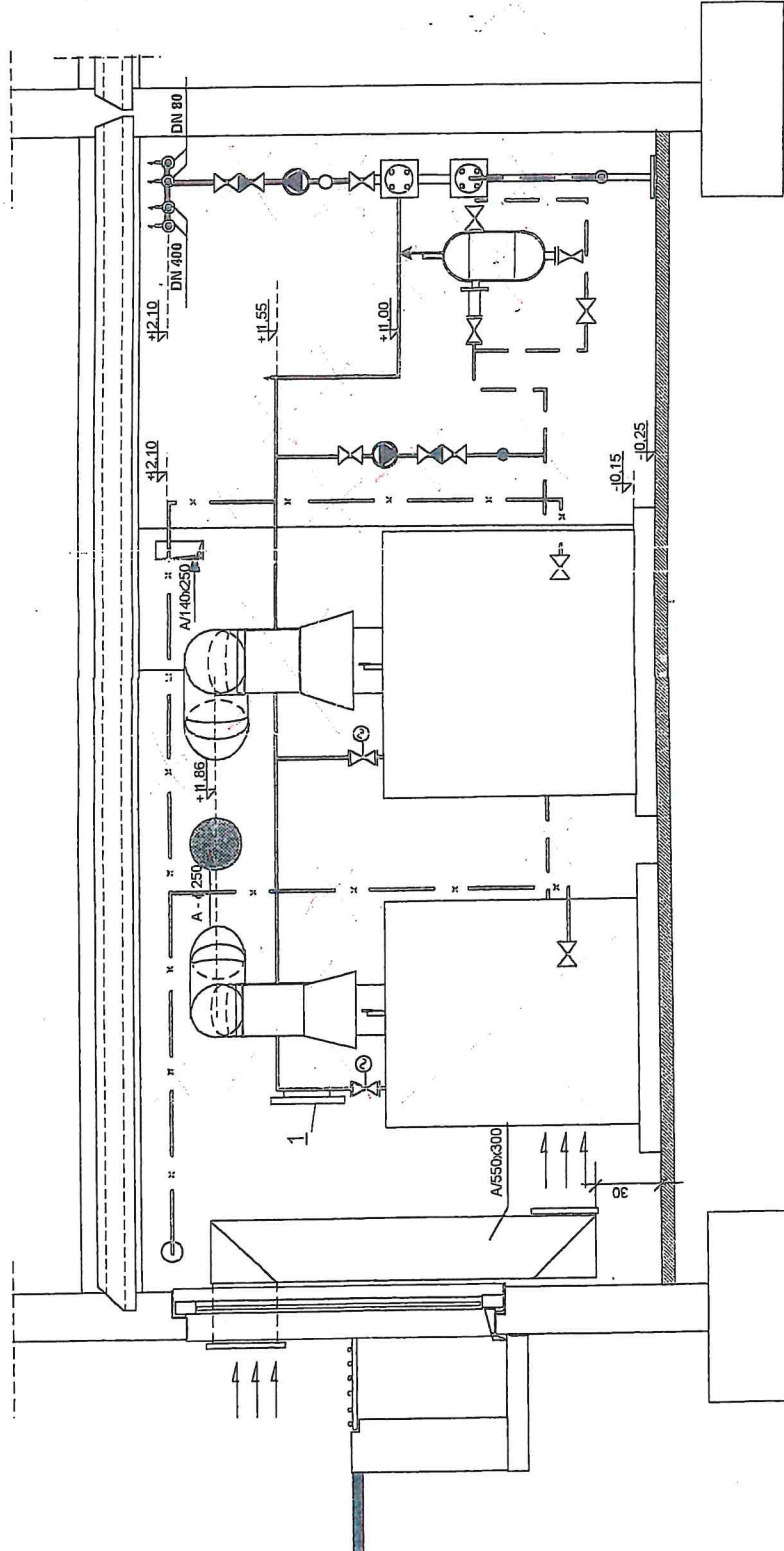 DN 80
DN 400
+2,10
+1,55
+1,00
+2,10
-0,15
-0,25
A/140x250
+1,86
A - ϕ 250
1
A/550x300
30